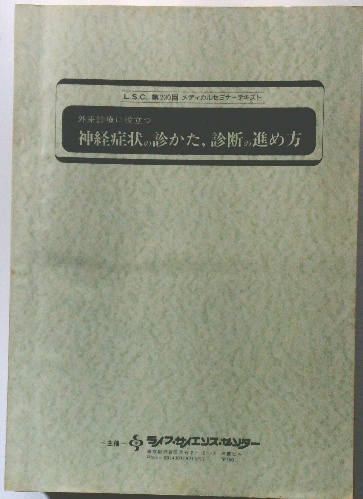 L.S.C. 第200回 メディカルセミナーテキスト
外来診療に役立つ
神経症状の診かた、診断の進め方
－主催－ ライフ・サイエンス・センター